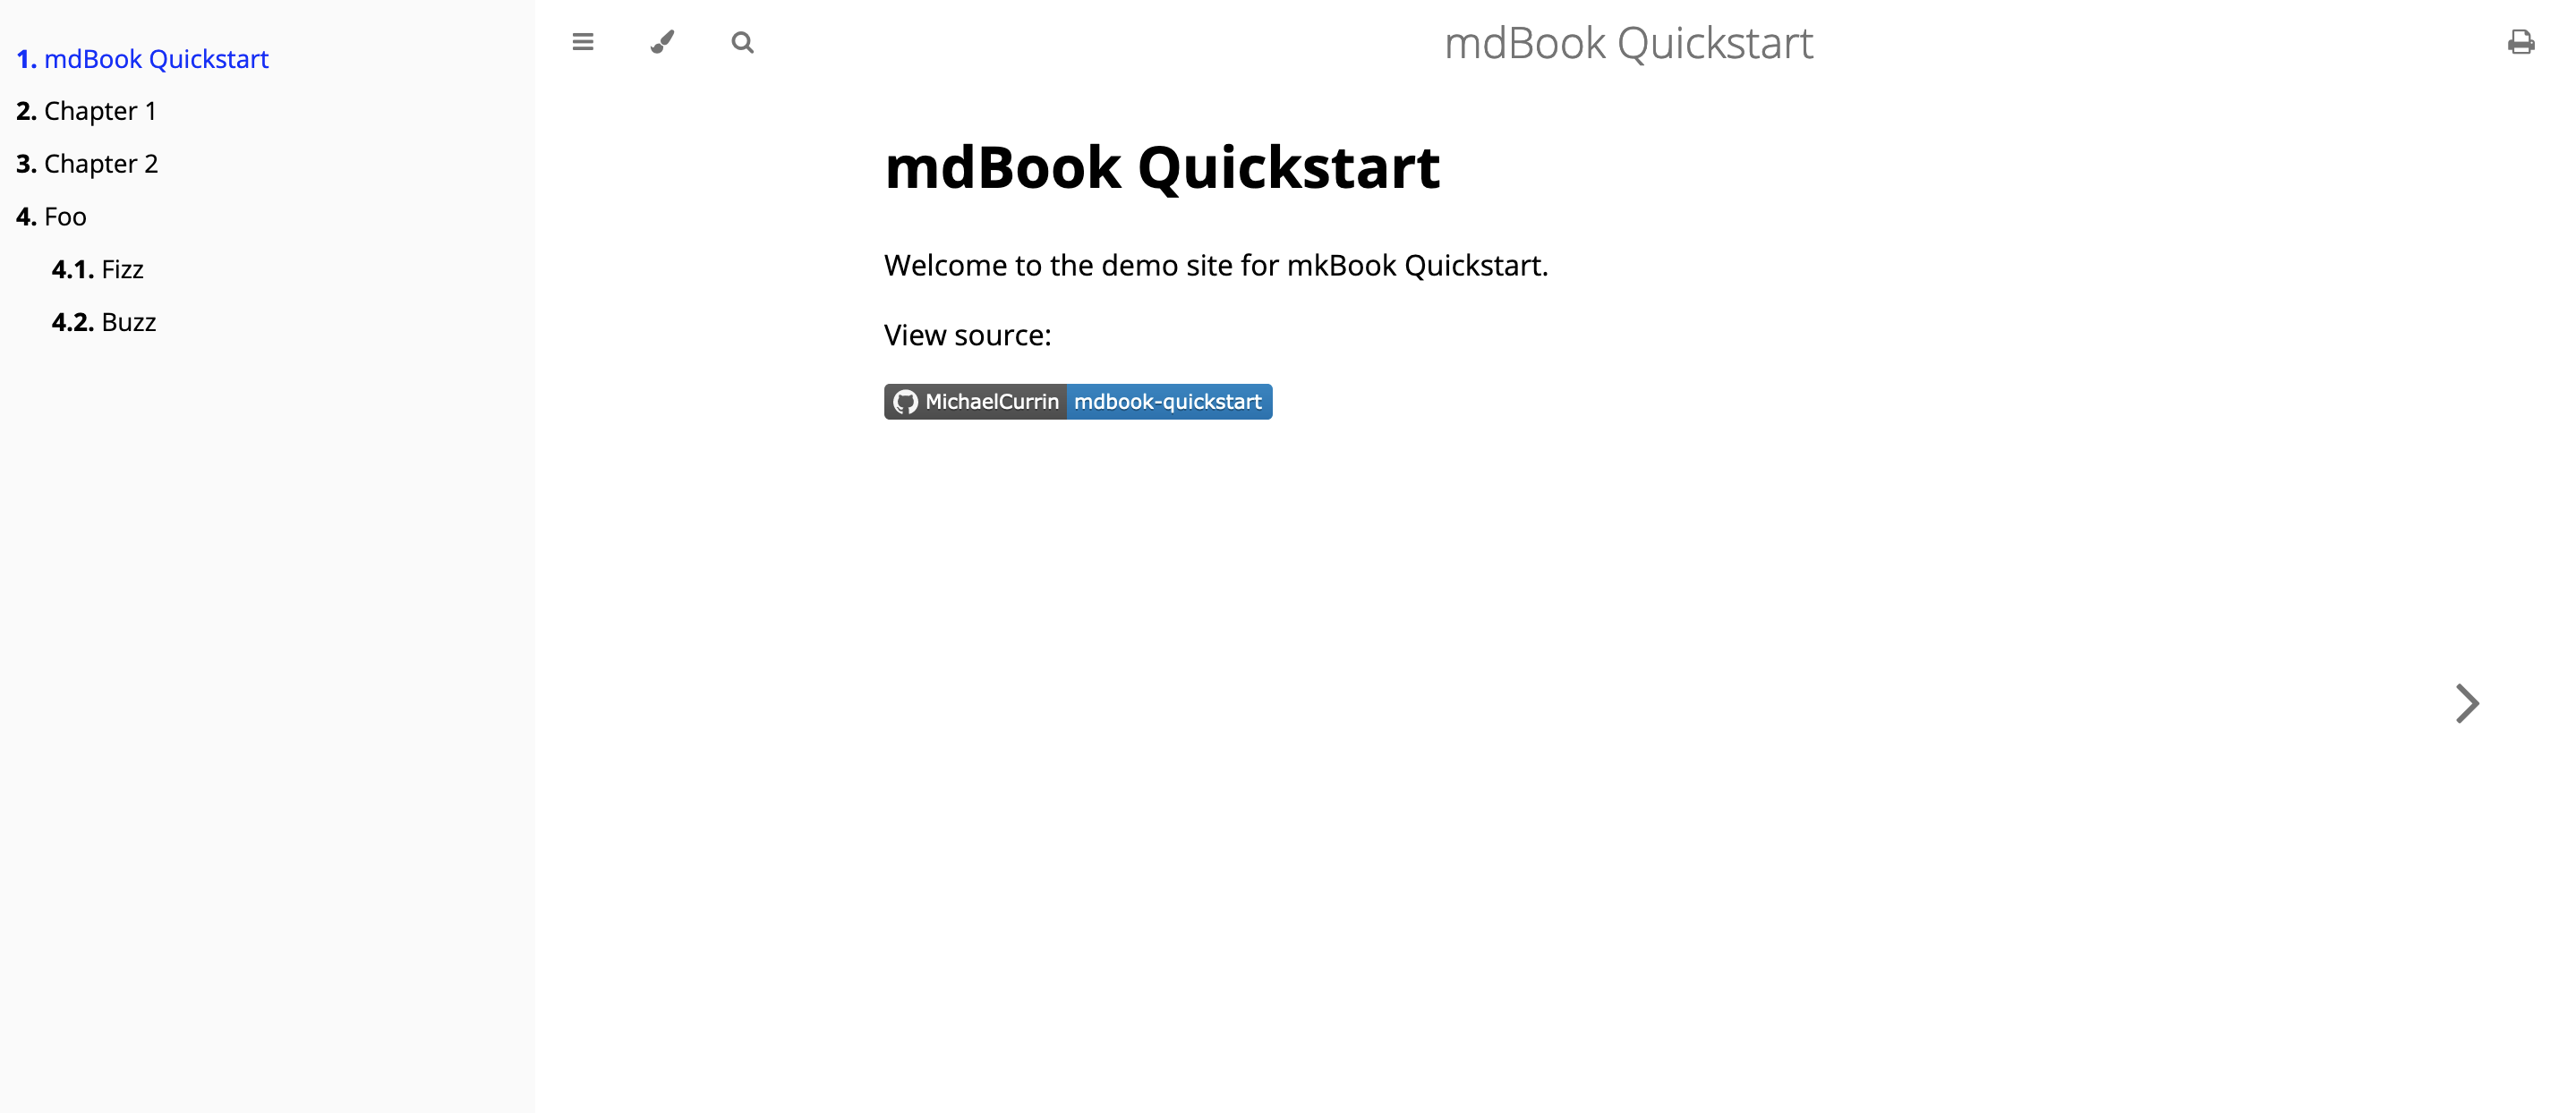 1. mdBook Quickstart
2. Chapter 1
3. Chapter 2
4. Foo
4.1. Fizz
4.2. Buzz
mdBook Quickstart
mdBook Quickstart
Welcome to the demo site for mkBook Quickstart.
View source:
MichaelCurrin mdbook-quickstart